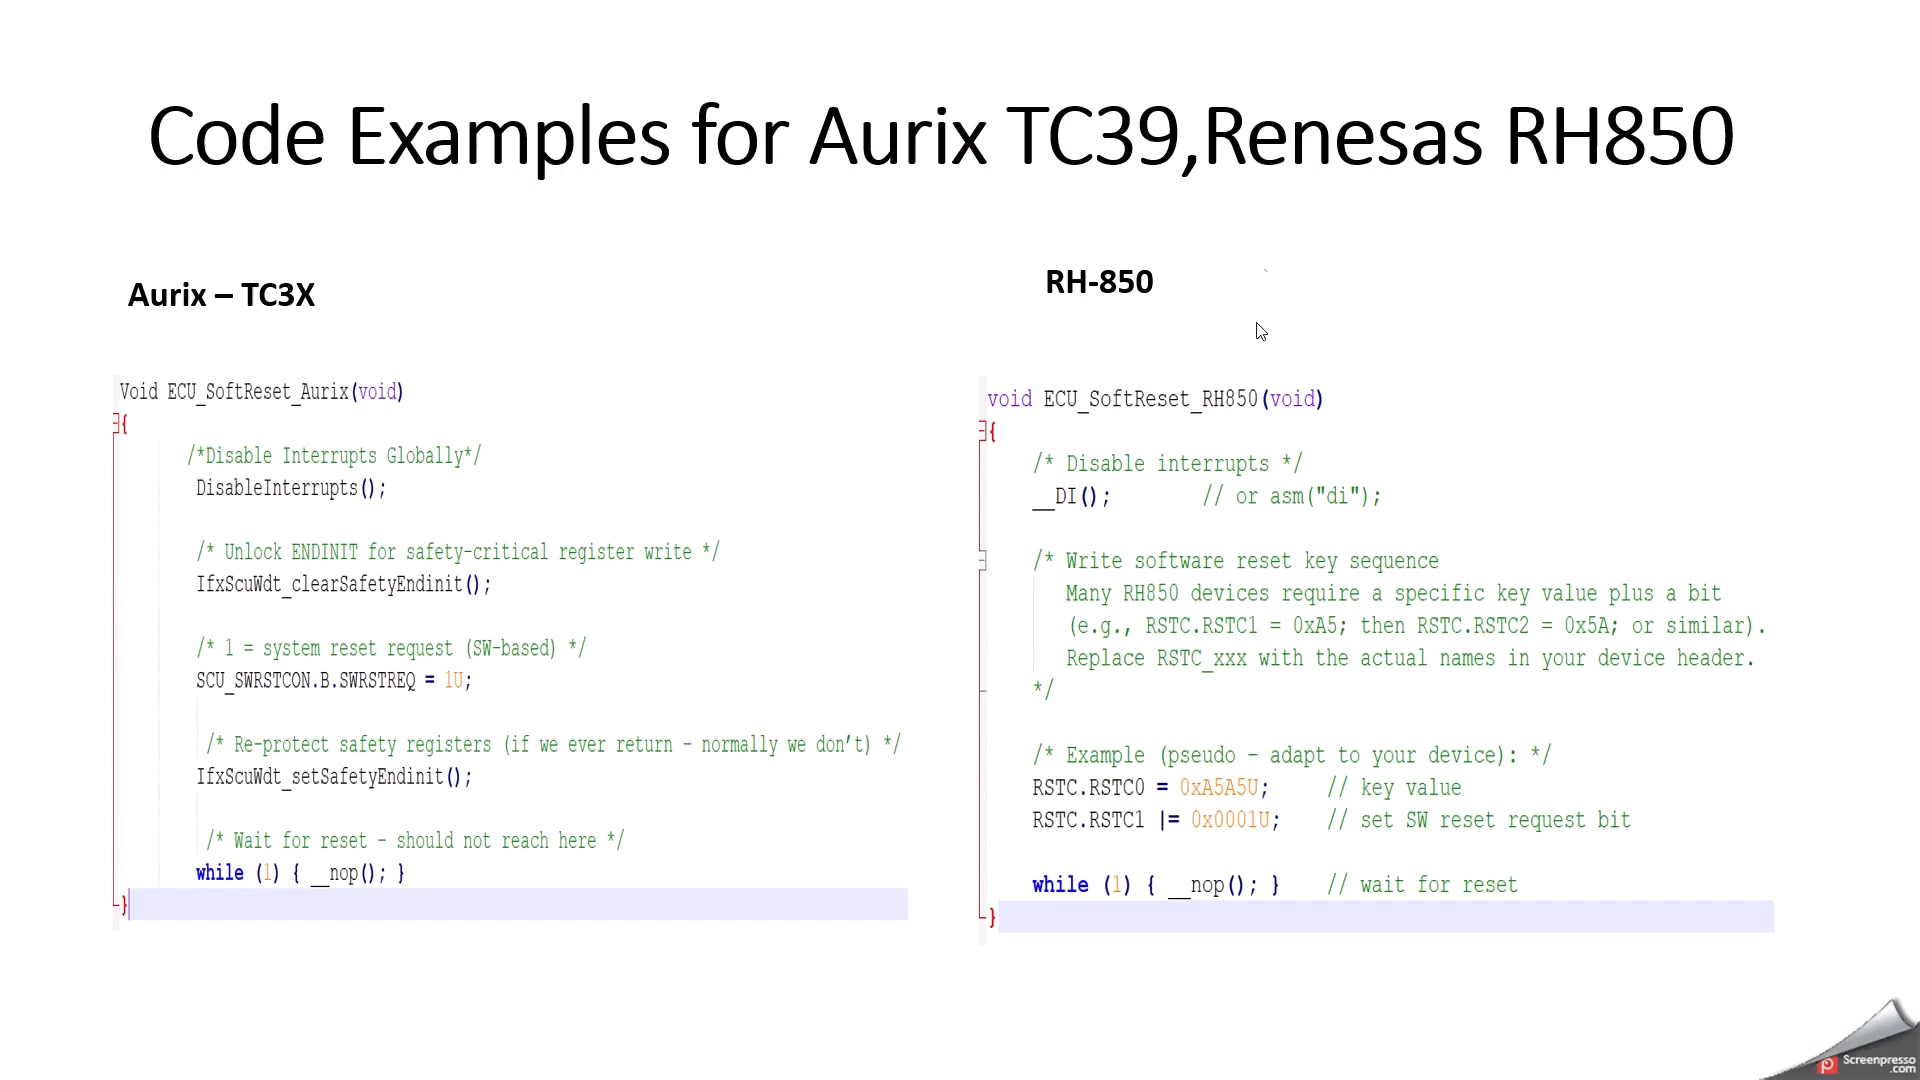 Code Examples for Aurix TC39,Renesas RH850
Aurix – TC3X
Void ECU_SoftReset_Aurix(void)
{
/*Disable Interrupts Globally*/
DisableInterrupts();
/* Unlock ENDINIT for safety-critical register write */
IfxScuWdt_clearSafetyEndinit();
/* 1 = system reset request (SW-based) */
SCU_SWRSTCON.B.SWRSTREQ = 1U;
/* Re-protect safety registers (if we ever return - normally we don’t) */
IfxScuWdt_setSafetyEndinit();
/* Wait for reset - should not reach here */
while (1) { __nop(); }
}
RH-850
void ECU_SoftReset_RH850(void)
{
/* Disable interrupts */
__DI(); // or asm("di");
/* Write software reset key sequence
Many RH850 devices require a specific key value plus a bit
(e.g., RSTC.RSTC1 = 0xA5; then RSTC.RSTC2 = 0x5A; or similar).
Replace RSTC_xxx with the actual names in your device header.
*/
/* Example (pseudo - adapt to your device): */
RSTC.RSTC0 = 0xA5A5U; // key value
RSTC.RSTC1 |= 0x0001U; // set SW reset request bit
while (1) { __nop(); } // wait for reset
}
Screenpresso
.com